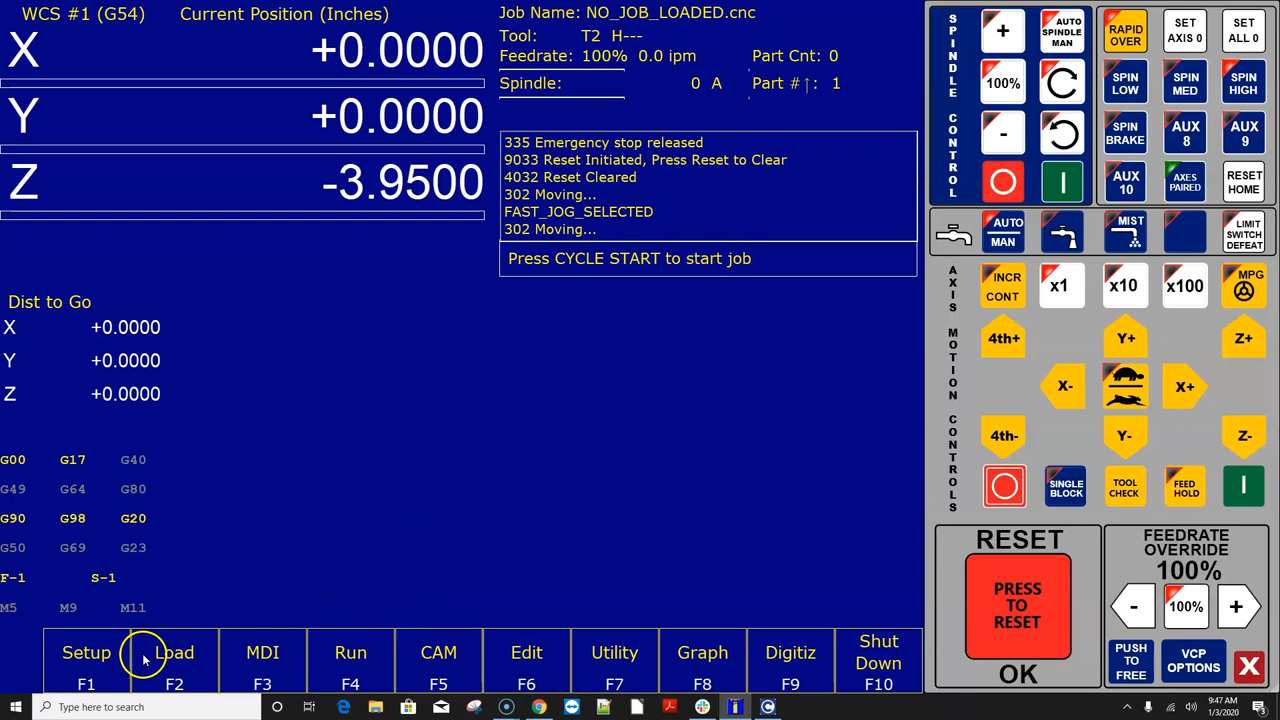 WCS #1 (G54) Current Position (Inches)
X +0.0000
Y +0.0000
Z -3.9500
Job Name: NO_JOB_LOADED.cnc
Tool: T2 H---
Feedrate: 100% 0.0 ipm Part Cnt: 0
Spindle: 0 A Part #↑: 1
335 Emergency stop released
9033 Reset Initiated, Press Reset to Clear
4032 Reset Cleared
302 Moving...
FAST_JOG_SELECTED
302 Moving...
Press CYCLE START to start job
Dist to Go
X +0.0000
Y +0.0000
Z +0.0000
G00 G17 G40
G49 G64 G80
G90 G98 G20
G50 G69 G23
F-1 S-1
M5 M9 M11
Setup Load MDI Run CAM Edit Utility Graph Digitiz Shut Down
F1 F2 F3 F4 F5 F6 F7 F8 F9 F10
SPINDLE CONTROL
+
AUTO SPINDLE MAN
100%
-
RAPID OVER
SET AXIS 0
SET ALL 0
SPIN LOW
SPIN MED
SPIN HIGH
SPIN BRAKE
AUX 8
AUX 9
AUX 10
AXES PAIRED
RESET HOME
AUTO MAN
MIST
LIMIT SWITCH DEFEAT
AXIS MOTION CONTROLS
INCR CONT
x1
x10
x100
MPG
4th+
Y+
Z+
X-
X+
4th-
Y-
Z-
SINGLE BLOCK
TOOL CHECK
FEED HOLD
RESET
PRESS TO RESET
OK
FEEDRATE OVERRIDE
100%
-
100%
+
PUSH TO FREE
VCP OPTIONS
X
Type here to search
9:47 AM
1/3/2020